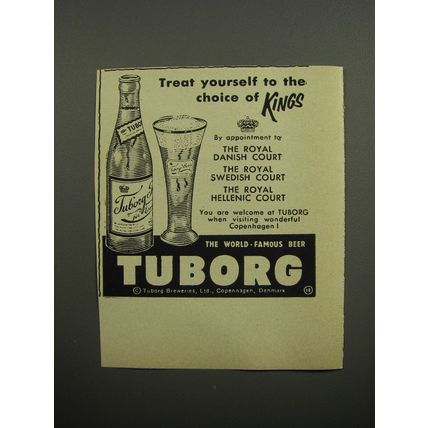 Treat yourself to the
choice of KINGS
By appointment to
THE ROYAL
DANISH COURT
THE ROYAL
SWEDISH COURT
THE ROYAL
HELLENIC COURT
You are welcome at TUBORG
when visiting wonderful
Copenhagen!
THE WORLD-FAMOUS BEER
TUBORG
© Tuborg Breweries, Ltd., Copenhagen, Denmark